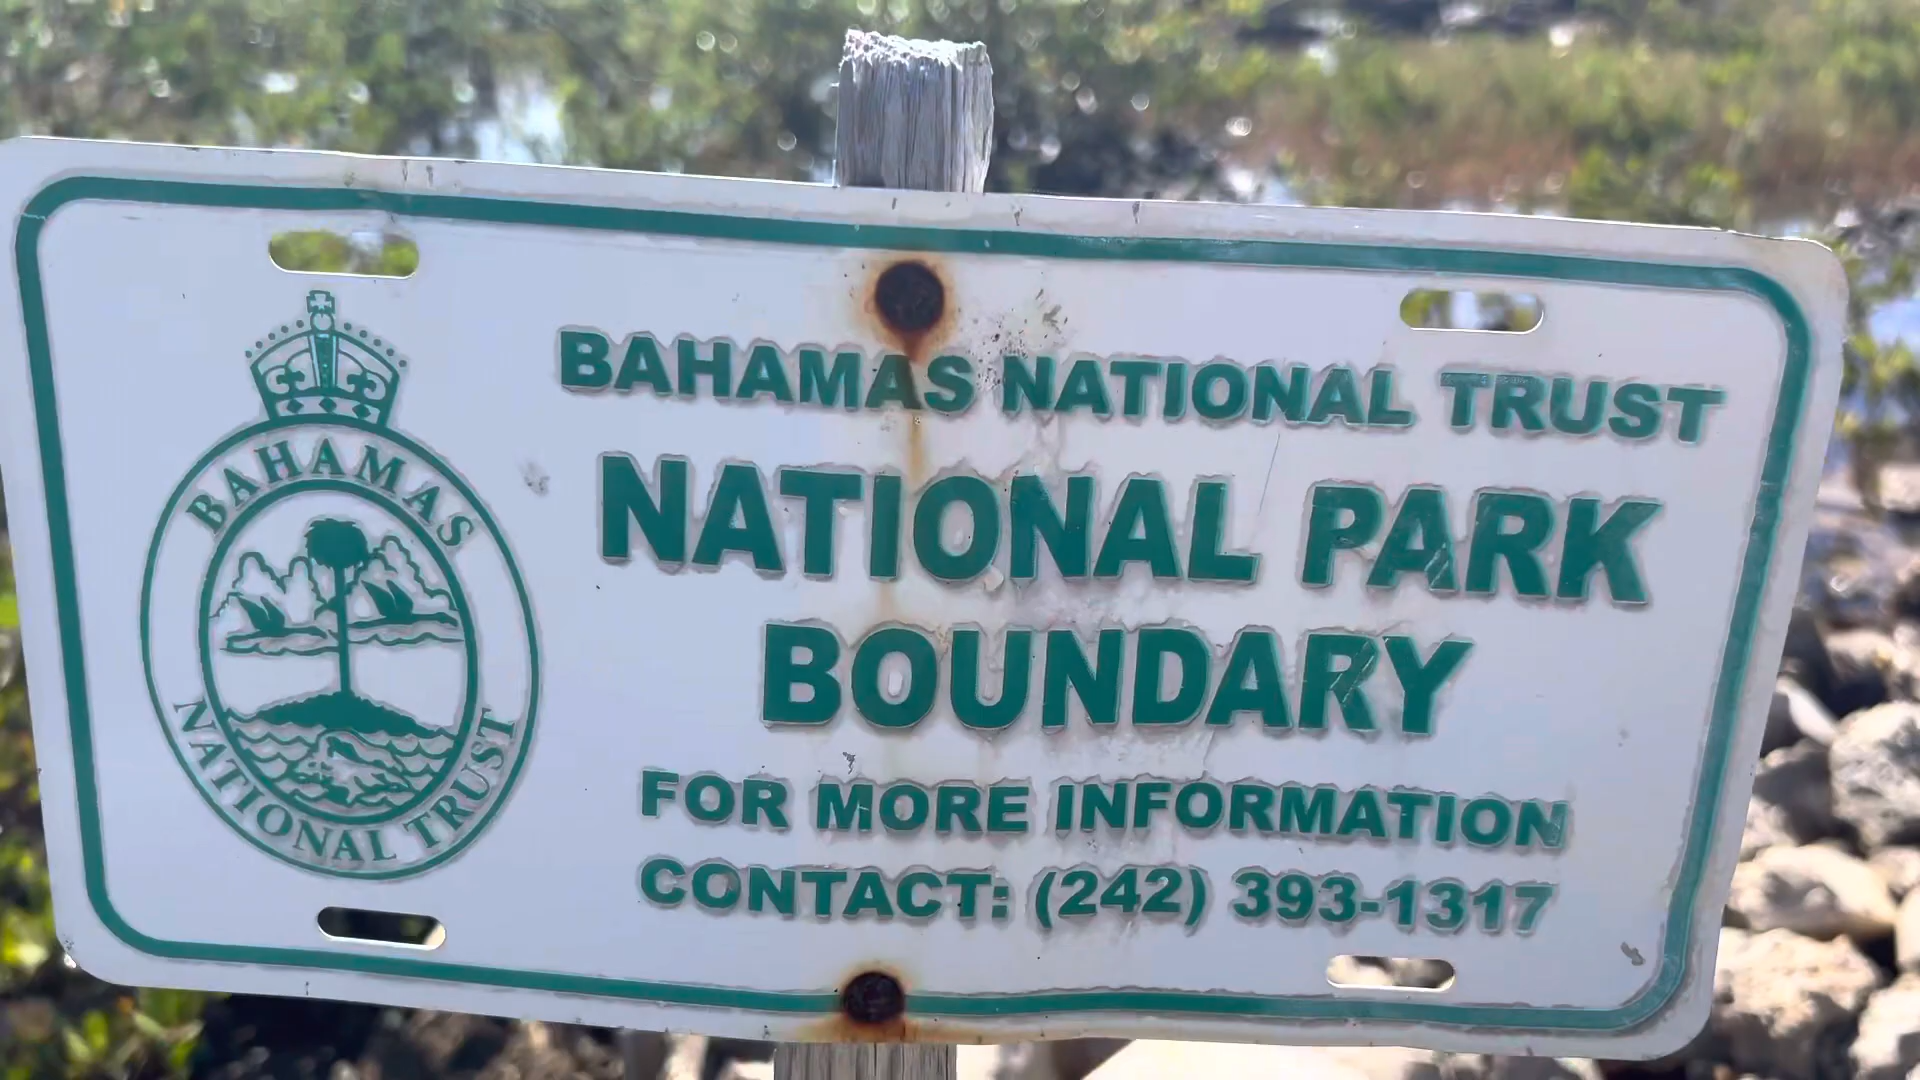 BAHAMAS
NATIONAL TRUST
BAHAMAS NATIONAL TRUST
NATIONAL PARK
BOUNDARY
FOR MORE INFORMATION
CONTACT: (242) 393-1317